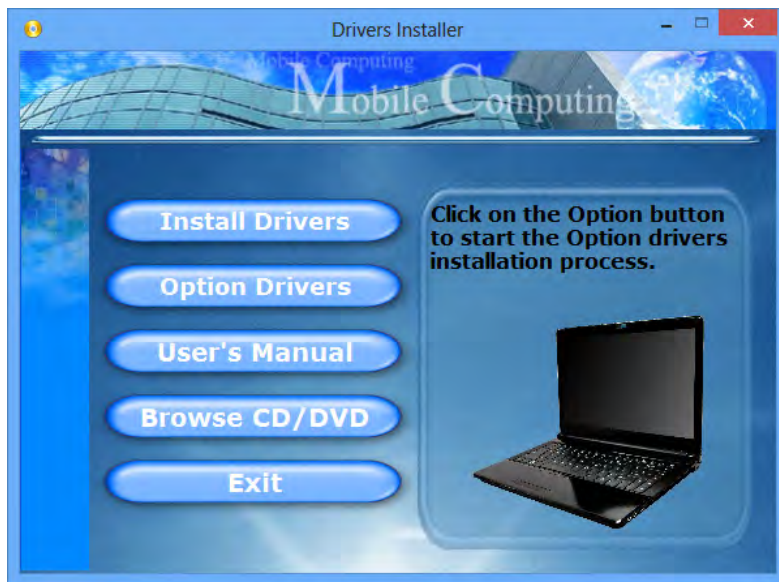 Drivers Installer
Mobile Computing
Mobile Computing
Install Drivers
Option Drivers
User's Manual
Browse CD/DVD
Exit
Click on the Option button
to start the Option drivers
installation process.